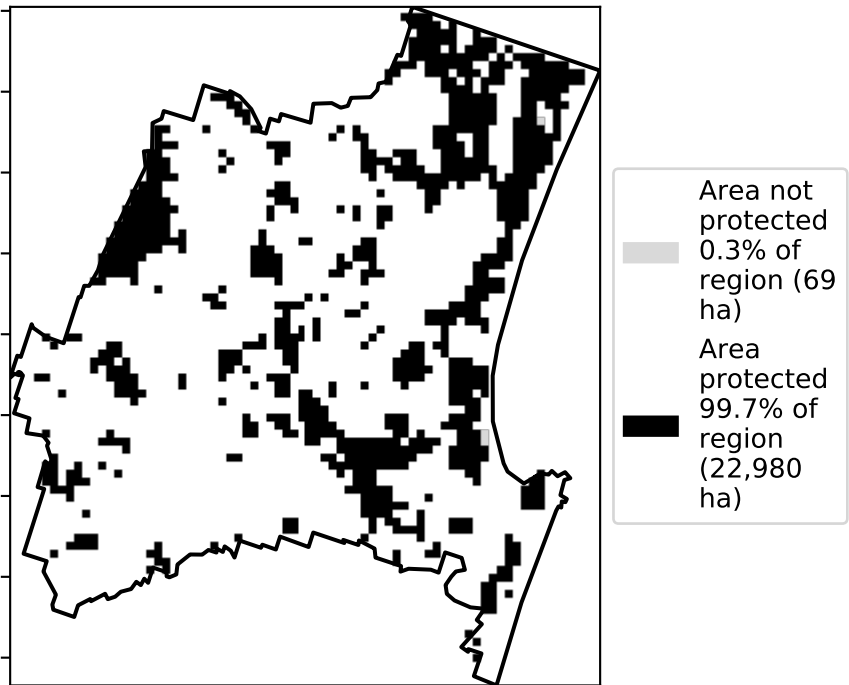 Area not
protected
0.3% of
region (69
ha)
Area
protected
99.7% of
region
(22,980
ha)